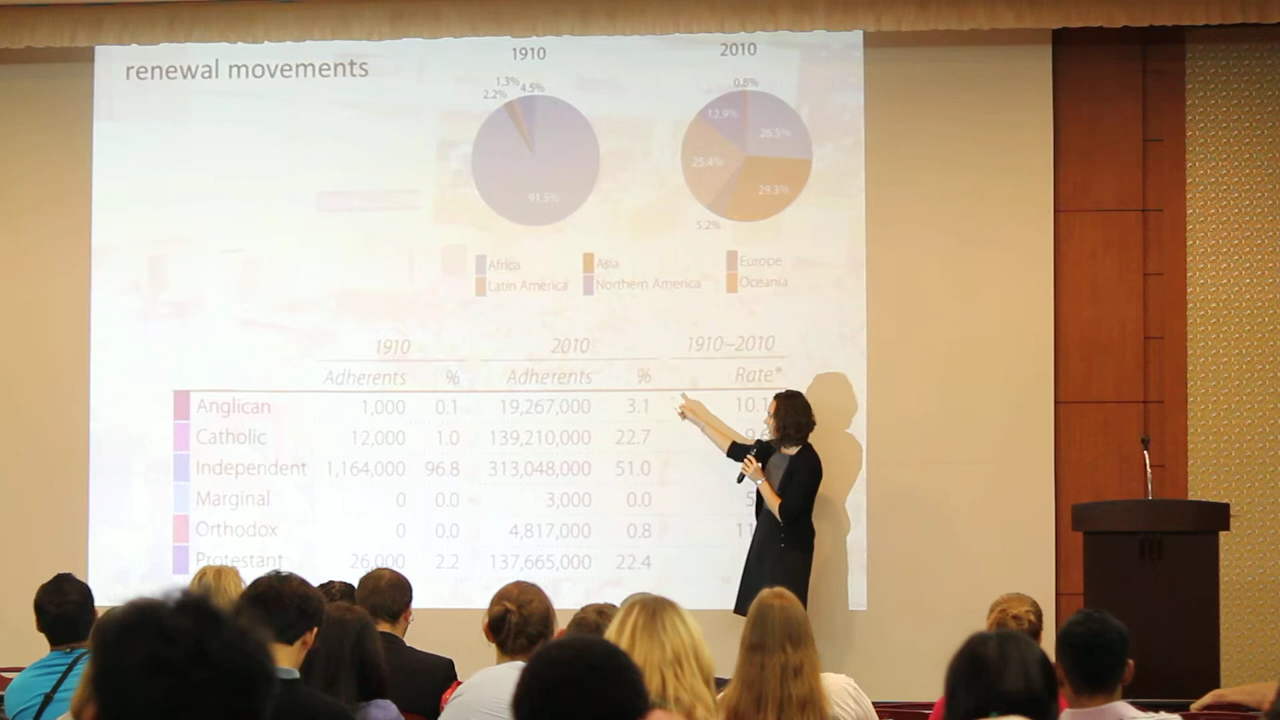 renewal movements
1910
2010
1.3%
2.2%
4.5%
91.5%
0.8%
12.9%
25.5%
25.4%
29.3%
5.2%
Africa Asia Europe
Latin America Northern America Oceania
1910 2010 1910–2010
Adherents % Adherents % Rate*
Anglican 1,000 0.1 19,267,000 3.1
Catholic 12,000 1.0 139,210,000 22.7
Independent 1,164,000 96.8 313,048,000 51.0
Marginal 0 0.0 3,000 0.0
Orthodox 0 0.0 4,817,000 0.8
Protestant 26,000 2.2 137,665,000 22.4